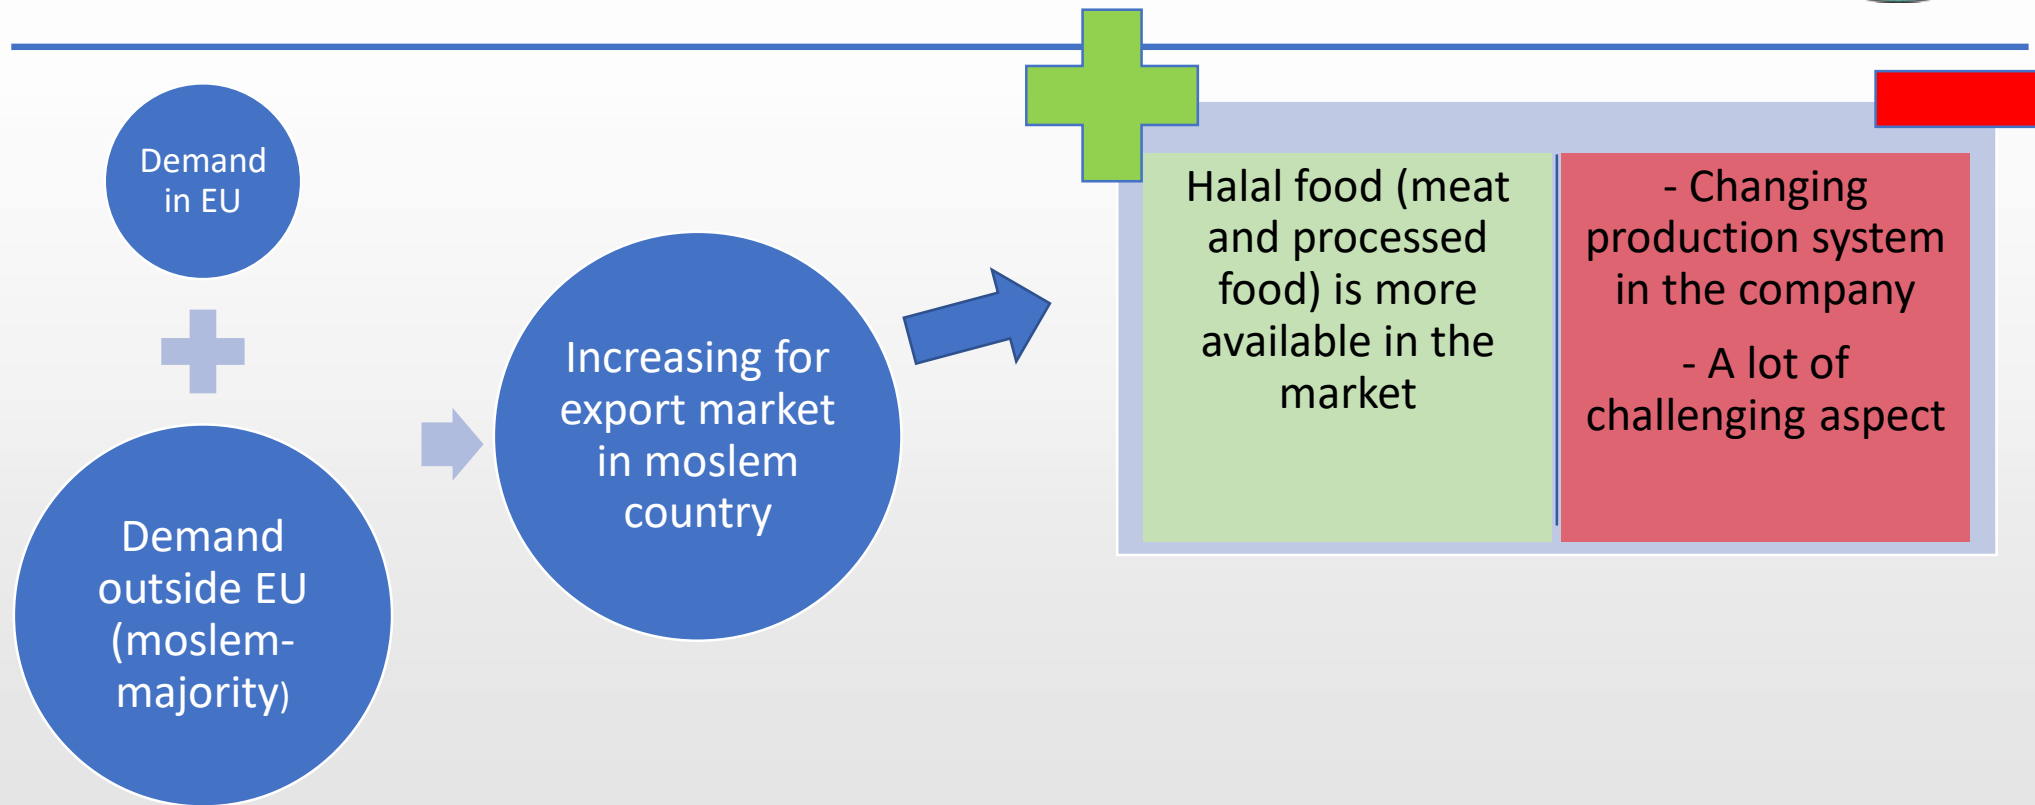 Demand
in EU
Demand
outside EU
(moslem-
majority)
Increasing for
export market
in moslem
country
Halal food (meat
and processed
food) is more
available in the
market
- Changing
production system
in the company
- A lot of
challenging aspect